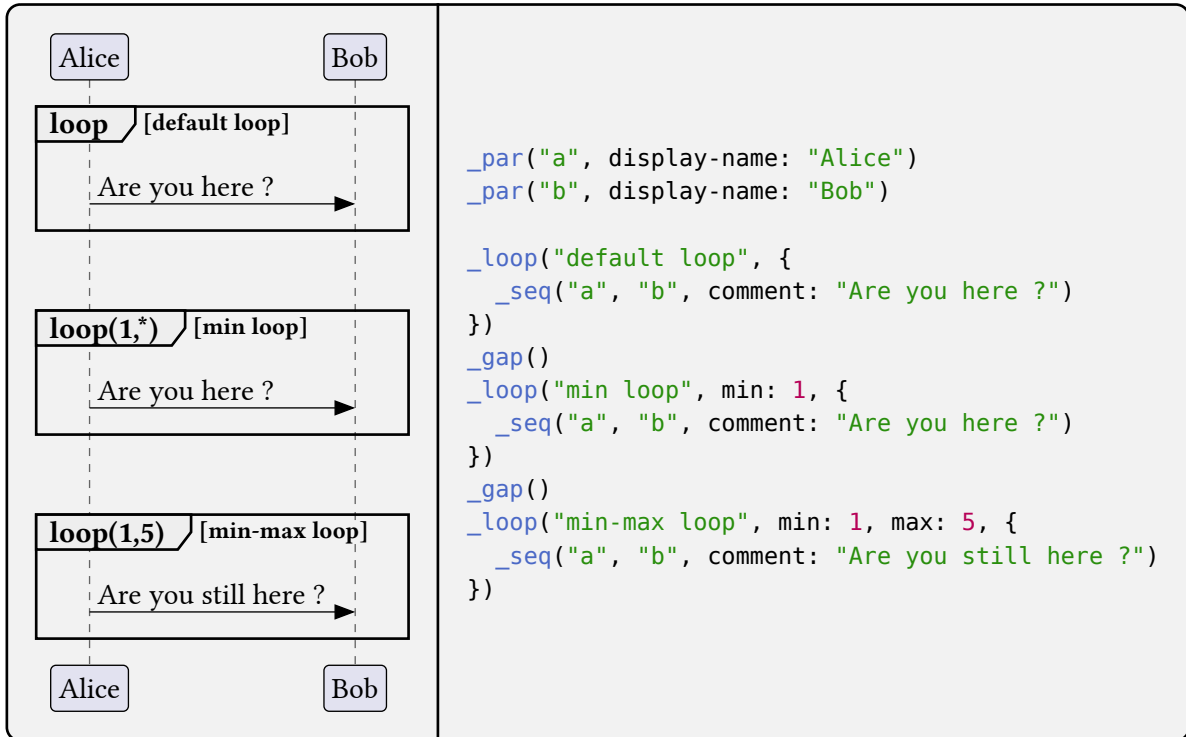 Alice Bob
loop [default loop]
Are you here ?
loop(1,*) [min loop]
Are you here ?
loop(1,5) [min-max loop]
Are you still here ?
Alice Bob
_par("a", display-name: "Alice")
_par("b", display-name: "Bob")
_loop("default loop", {
  _seq("a", "b", comment: "Are you here ?")
})
_gap()
_loop("min loop", min: 1, {
  _seq("a", "b", comment: "Are you here ?")
})
_gap()
_loop("min-max loop", min: 1, max: 5, {
  _seq("a", "b", comment: "Are you still here ?")
})